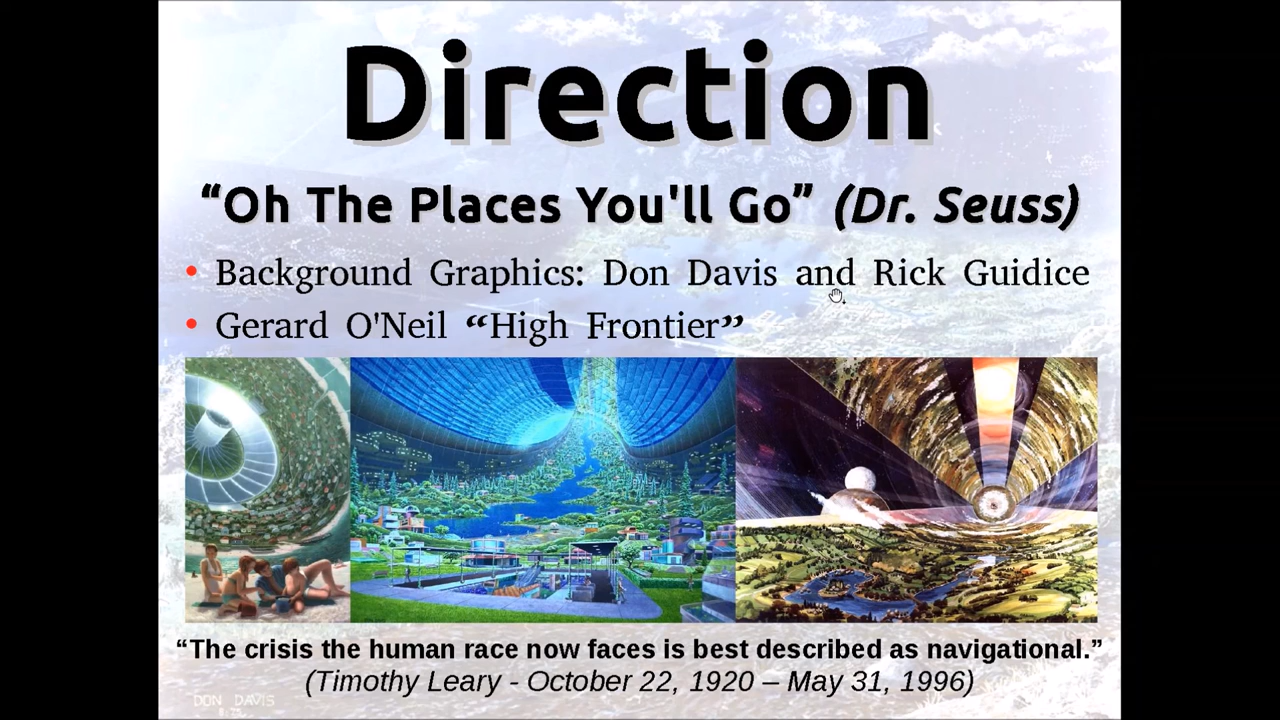 Direction
“Oh The Places You'll Go” (Dr. Seuss)
• Background Graphics: Don Davis and Rick Guidice
• Gerard O'Neil “High Frontier”
“The crisis the human race now faces is best described as navigational.”
(Timothy Leary - October 22, 1920 – May 31, 1996)
DON DAVIS